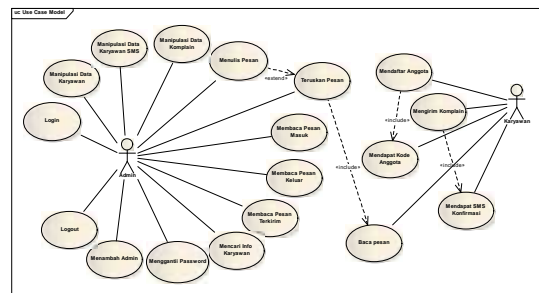 uc Use Case Model
Manipulasi Data
Karyawan SMS
Manipulasi Data
Komplain
Menulis Pesan
Manipulasi Data
Karyawan
Login
Admin
«extend»
Teruskan Pesan
Membaca Pesan
Masuk
Membaca Pesan
Keluar
Membaca Pesan
Terkirim
Mencari Info
Karyawan
Mengganti Password
Menambah Admin
Logout
«include»
Baca pesan
Mendaftar Anggota
Mengirim Komplain
Karyawan
«include»
Mendapat Kode
Anggota
«include»
Mendapat SMS
Konfirmasi